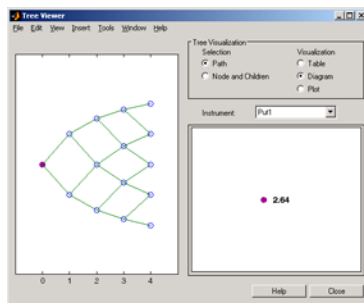 Tree Viewer
File Edit View Insert Tools Window Help
Tree Visualization
Selection
Visualization
Path
Table
Node and Children
Diagram
Plot
Instrument:
Put1
2.64
0 1 2 3 4
Help
Close